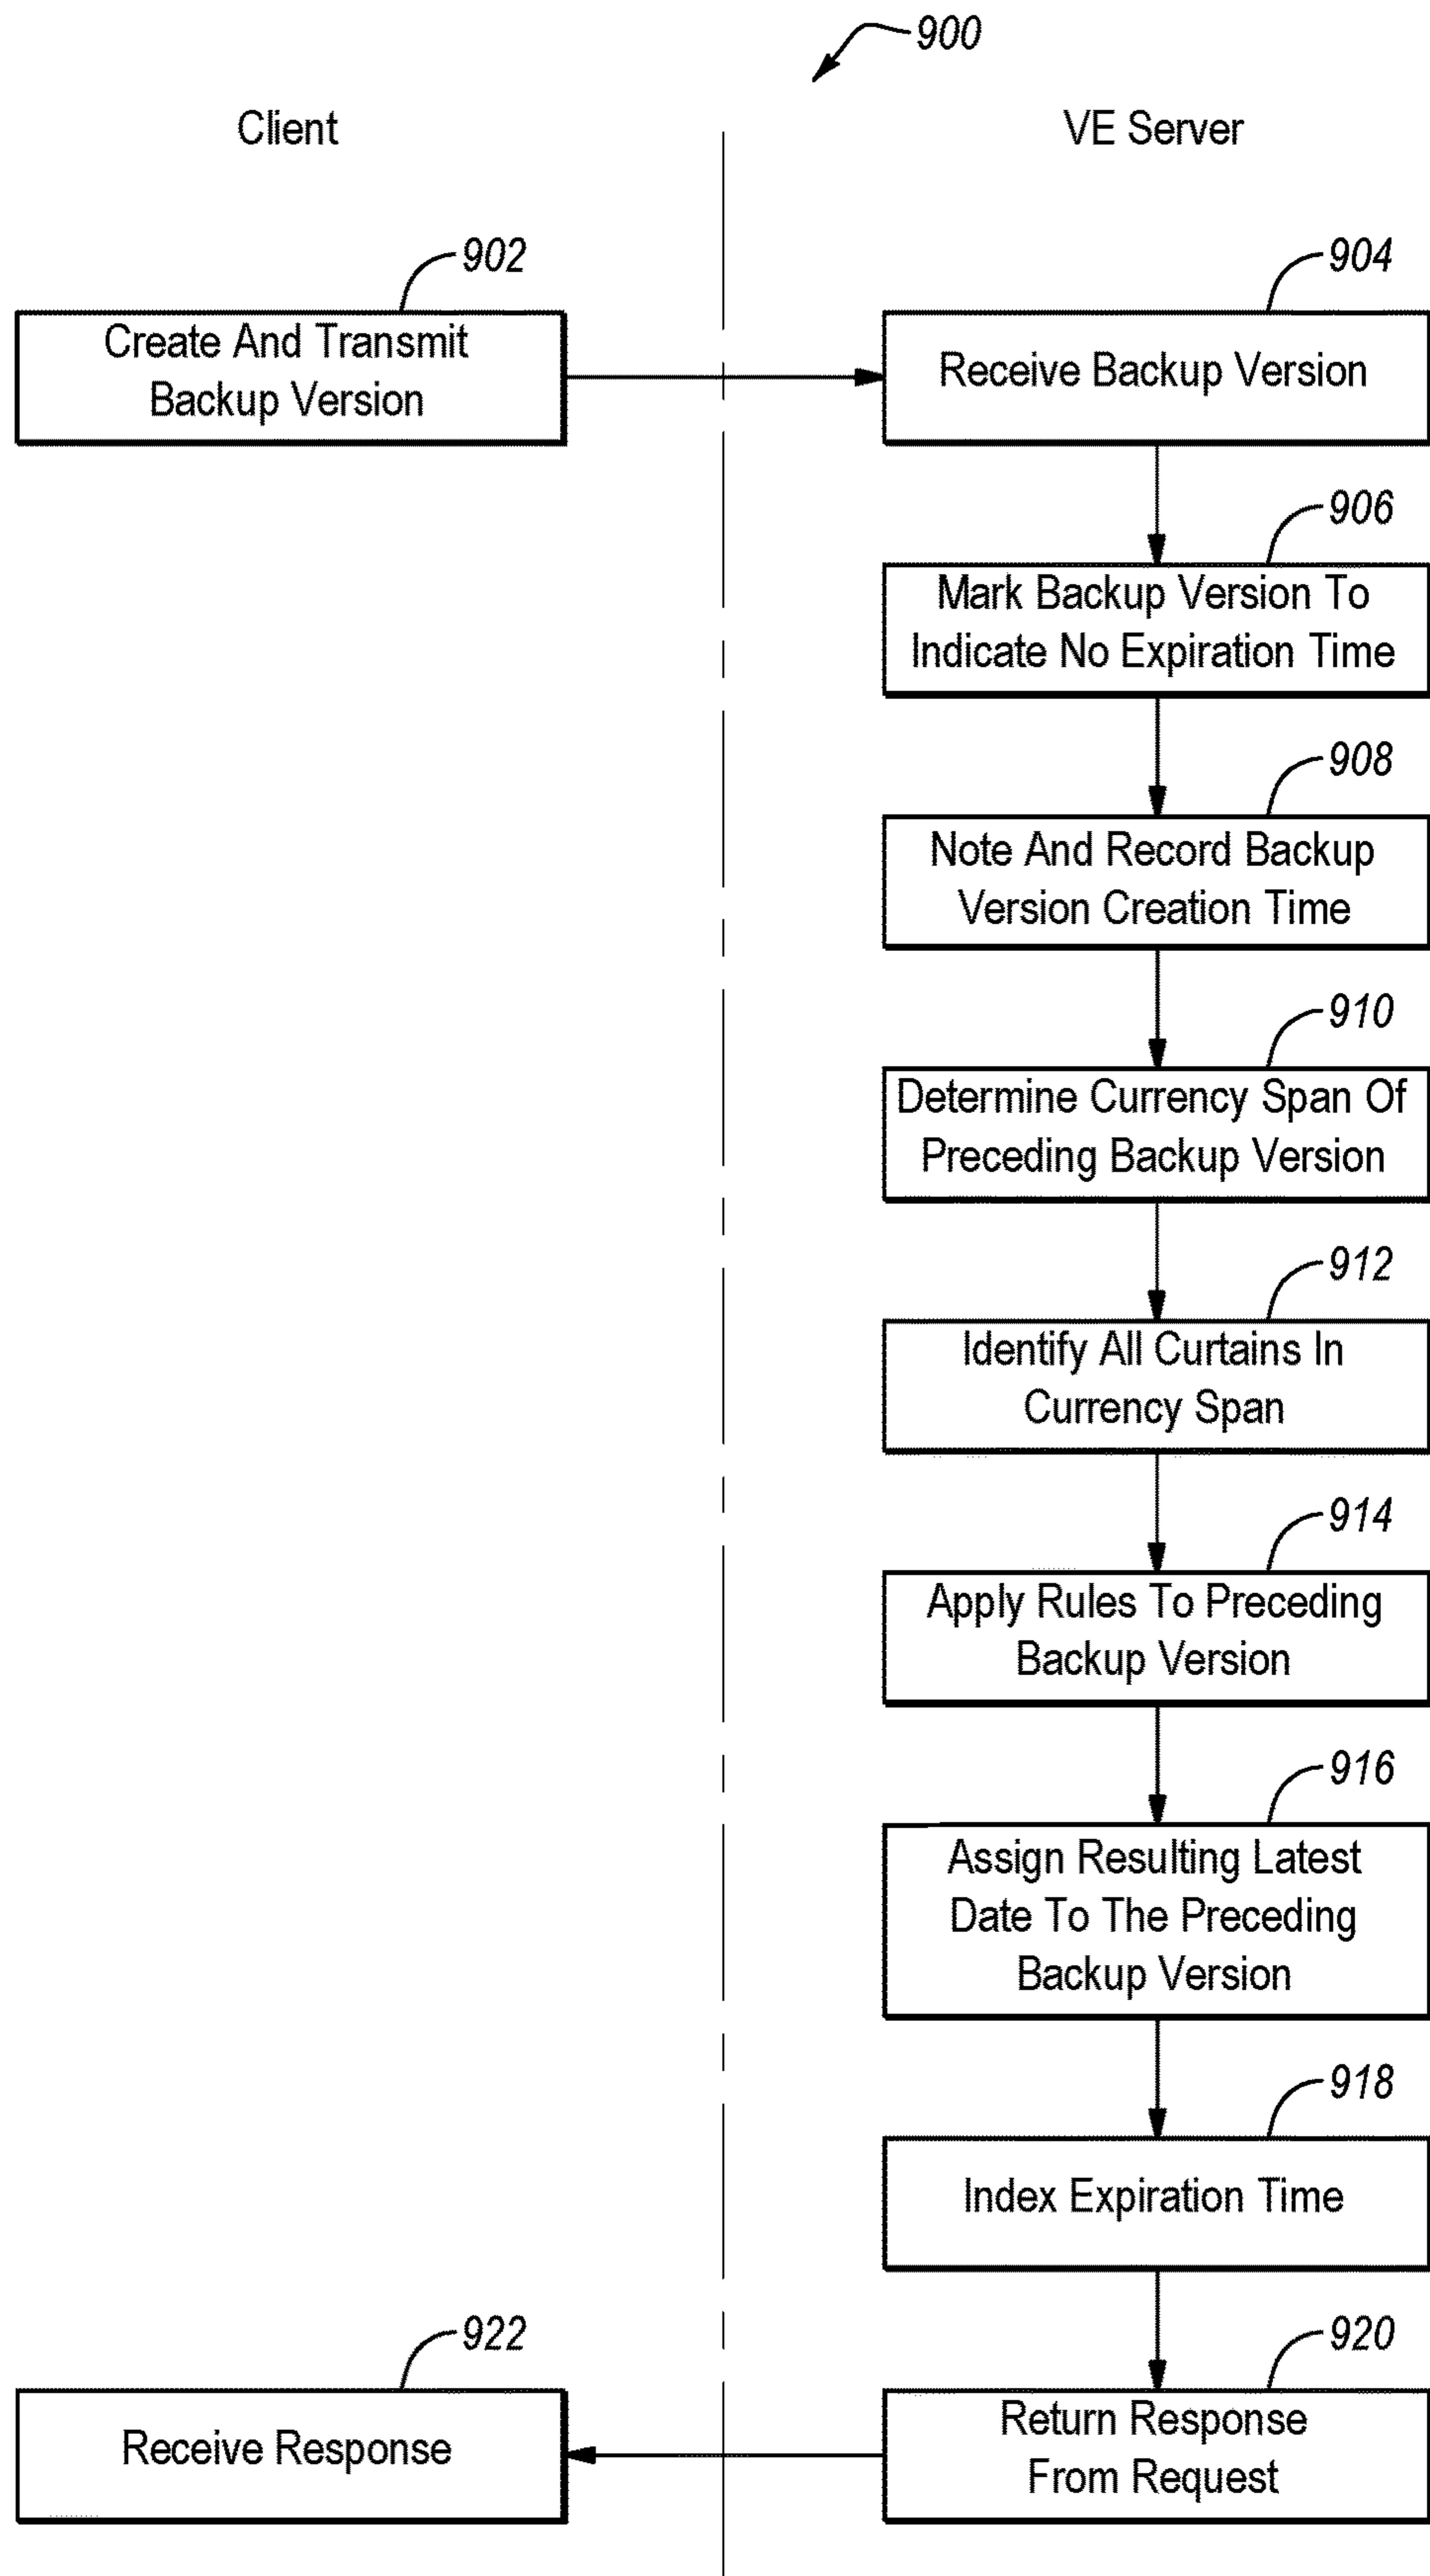 900
Client
VE Server
902
904
Create And Transmit
Backup Version
Receive Backup Version
906
Mark Backup Version To
Indicate No Expiration Time
908
Note And Record Backup
Version Creation Time
910
Determine Currency Span Of
Preceding Backup Version
912
Identify All Curtains In
Currency Span
914
Apply Rules To Preceding
Backup Version
916
Assign Resulting Latest
Date To The Preceding
Backup Version
918
Index Expiration Time
922
920
Receive Response
Return Response
From Request